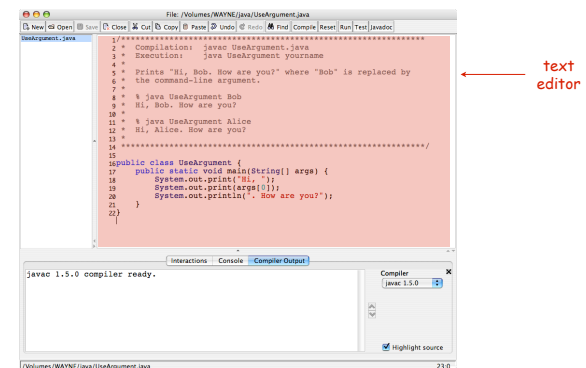 File: /Volumes/WAYNE/java/UseArgument.java
New Open Save Close Cut Copy Paste Undo Redo Find Compile Reset Run Test Javadoc
UseArgument.java
1/****************************************************************
2 *  Compilation:  javac UseArgument.java
3 *  Execution:    java UseArgument yourname
4 *
5 *  Prints "Hi, Bob. How are you?" where "Bob" is replaced by
6 *  the command-line argument.
7 *
8 *  % java UseArgument Bob
9 *  Hi, Bob. How are you?
10 *
11 *  % java UseArgument Alice
12 *  Hi, Alice. How are you?
13 *
14 ****************************************************************/
15
16public class UseArgument {
17    public static void main(String[] args) {
18        System.out.print("Hi, ");
19        System.out.print(args[0]);
20        System.out.println(". How are you?");
21    }
22}
text
editor
Interactions Console Compiler Output
javac 1.5.0 compiler ready.
Compiler
javac 1.5.0
Highlight source
/Volumes/WAYNE/java/UseArgument.java 23:0